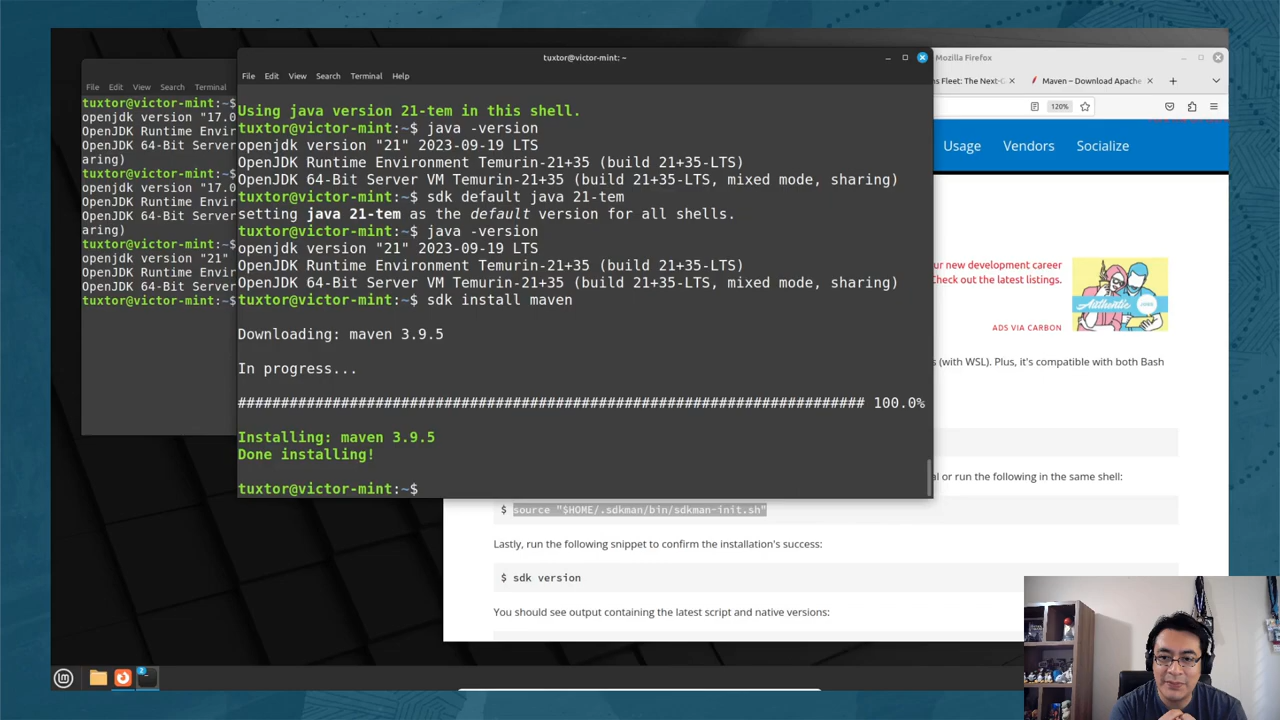 tuxtor@victor-mint: ~
File Edit View Search Terminal Help
Using java version 21-tem in this shell.
tuxtor@victor-mint:~$ java -version
openjdk version "21" 2023-09-19 LTS
OpenJDK Runtime Environment Temurin-21+35 (build 21+35-LTS)
OpenJDK 64-Bit Server VM Temurin-21+35 (build 21+35-LTS, mixed mode, sharing)
tuxtor@victor-mint:~$ sdk default java 21-tem
setting java 21-tem as the default version for all shells.
tuxtor@victor-mint:~$ java -version
openjdk version "21" 2023-09-19 LTS
OpenJDK Runtime Environment Temurin-21+35 (build 21+35-LTS)
OpenJDK 64-Bit Server VM Temurin-21+35 (build 21+35-LTS, mixed mode, sharing)
tuxtor@victor-mint:~$ sdk install maven
Downloading: maven 3.9.5
In progress...
######################################################################### 100.0%
Installing: maven 3.9.5
Done installing!
tuxtor@victor-mint:~$
File Edit View Search Terminal
tuxtor@victor-mint:~$
openjdk version "17.0
OpenJDK Runtime Envir
OpenJDK 64-Bit Server
aring)
tuxtor@victor-mint:~$
openjdk version "17.0
OpenJDK Runtime Envir
OpenJDK 64-Bit Server
aring)
tuxtor@victor-mint:~$
openjdk version "21"
OpenJDK Runtime Envir
OpenJDK 64-Bit Server
tuxtor@victor-mint:~$
Mozilla Firefox
s Fleet: The Next-G
Maven – Download Apache
120%
Usage Vendors Socialize
ur new development career
Check out the latest listings.
Authentic JOBS
ADS VIA CARBON
s (with WSL). Plus, it's compatible with both Bash
al or run the following in the same shell:
$ source "$HOME/.sdkman/bin/sdkman-init.sh"
Lastly, run the following snippet to confirm the installation's success:
$ sdk version
You should see output containing the latest script and native versions:
2